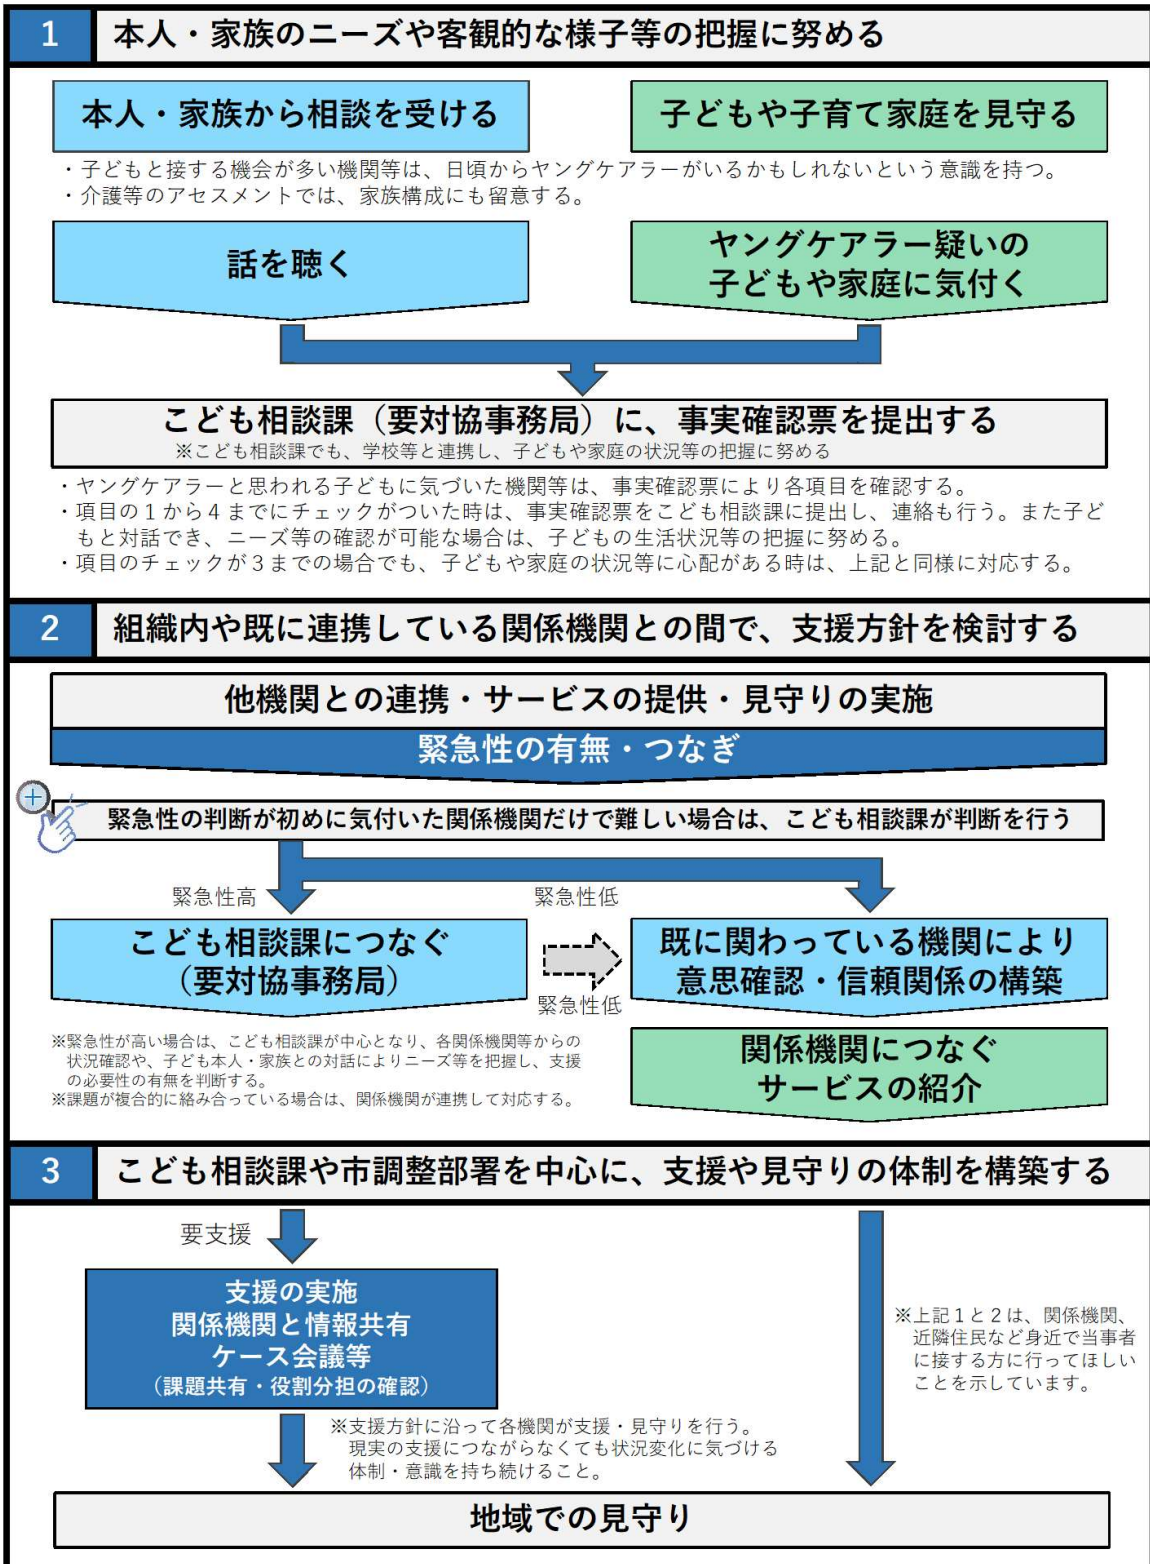 1
本人・家族のニーズや客観的な様子等の把握に努める
本人・家族から相談を受ける
子どもや子育て家庭を見守る
・子どもと接する機会が多い機関等は、日頃からヤングケアラーがいるかもしれないという意識を持つ。
・介護等のアセスメントでは、家族構成にも留意する。
話を聴く
ヤングケアラー疑いの
子どもや家庭に気付く
こども相談課（要対協事務局）に、事実確認票を提出する
※こども相談課でも、学校等と連携し、子どもや家庭の状況等の把握に努める
・ヤングケアラーと思われる子どもに気づいた機関等は、事実確認票により各項目を確認する。
・項目の１から４までにチェックがついた時は、事実確認票をこども相談課に提出し、連絡も行う。また子ど
もと対話でき、ニーズ等の確認が可能な場合は、子どもの生活状況等の把握に努める。
・項目のチェックが３までの場合でも、子どもや家庭の状況等に心配がある時は、上記と同様に対応する。
2
組織内や既に連携している関係機関との間で、支援方針を検討する
他機関との連携・サービスの提供・見守りの実施
緊急性の有無・つなぎ
緊急性の判断が初めに気付いた関係機関だけで難しい場合は、こども相談課が判断を行う
緊急性高
緊急性低
こども相談課につなぐ
（要対協事務局）
緊急性低
既に関わっている機関により
意思確認・信頼関係の構築
※緊急性が高い場合は、こども相談課が中心となり、各関係機関等からの
状況確認や、子ども本人・家族との対話によりニーズ等を把握し、支援
の必要性の有無を判断する。
※課題が複合的に絡み合っている場合は、関係機関が連携して対応する。
関係機関につなぐ
サービスの紹介
3
こども相談課や市調整部署を中心に、支援や見守りの体制を構築する
要支援
支援の実施
関係機関と情報共有
ケース会議等
（課題共有・役割分担の確認）
※上記１と２は、関係機関、
近隣住民など身近で当事者
に接する方に行ってほしい
ことを示しています。
※支援方針に沿って各機関が支援・見守りを行う。
現実の支援につながらなくても状況変化に気づける
体制・意識を持ち続けること。
地域での見守り